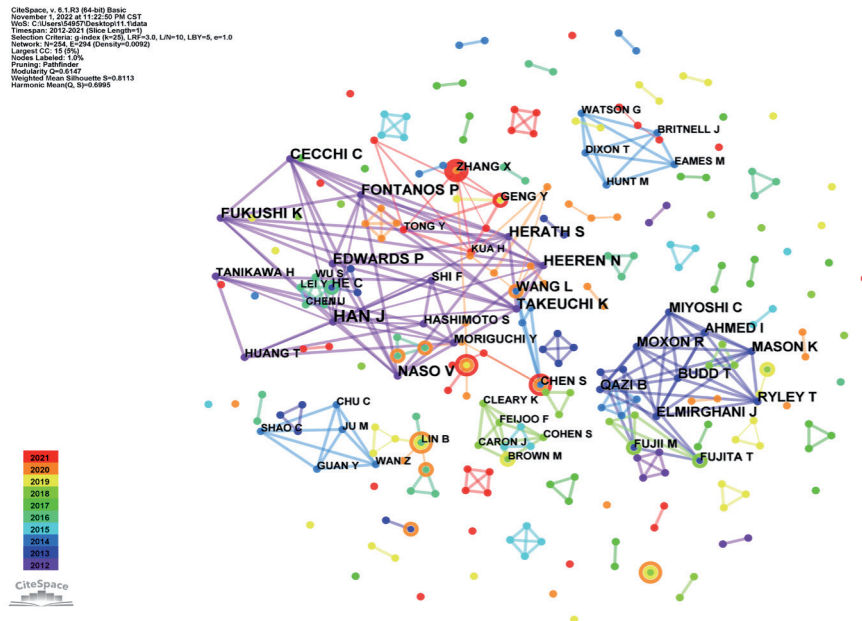 CiteSpace, v. 6.1.R3 (64-bit) Basic
November 1, 2022 at 11:22:50 PM CST
WoS: C:\Users\54957\Desktop\11.1\data
Timespan: 2012-2021 (Slice Length=1)
Selection Criteria: g-index (k=25), LRF=3.0, L/N=10, LBY=5, e=1.0
Network: N=254, E=294 (Density=0.0092)
Largest CC: 15 (5%)
Nodes Labeled: 1.0%
Pruning: Pathfinder
Modularity Q=0.6147
Weighted Mean Silhouette S=0.8113
Harmonic Mean(Q, S)=0.6995
WATSON G
BRITNELL J
DIXON T
EAMES M
HUNT M
CECCHI C
ZHANG X
FONTANOS P
GENG Y
FUKUSHI K
TONG Y
HERATH S
KUA H
EDWARDS P
HEEREN N
TANIKAWA H
WU S
SHI F
LEI Y
HE C
WANG L
CHEN J
TAKEUCHI K
HAN J
HASHIMOTO S
MORIGUCHI Y
HUANG T
NASO V
CHEN S
MIYOSHI C
AHMED I
MOXON R
MASON K
BUDD T
QAZI B
RYLEY T
ELMIRGHANI J
FUJII M
FUJITA T
CLEARY K
FEIJOO F
CARON J
COHEN S
BROWN M
CHU C
SHAO C
JU M
LIN B
GUAN Y
WAN Z
2021
2020
2019
2018
2017
2016
2015
2014
2013
2012
CiteSpace